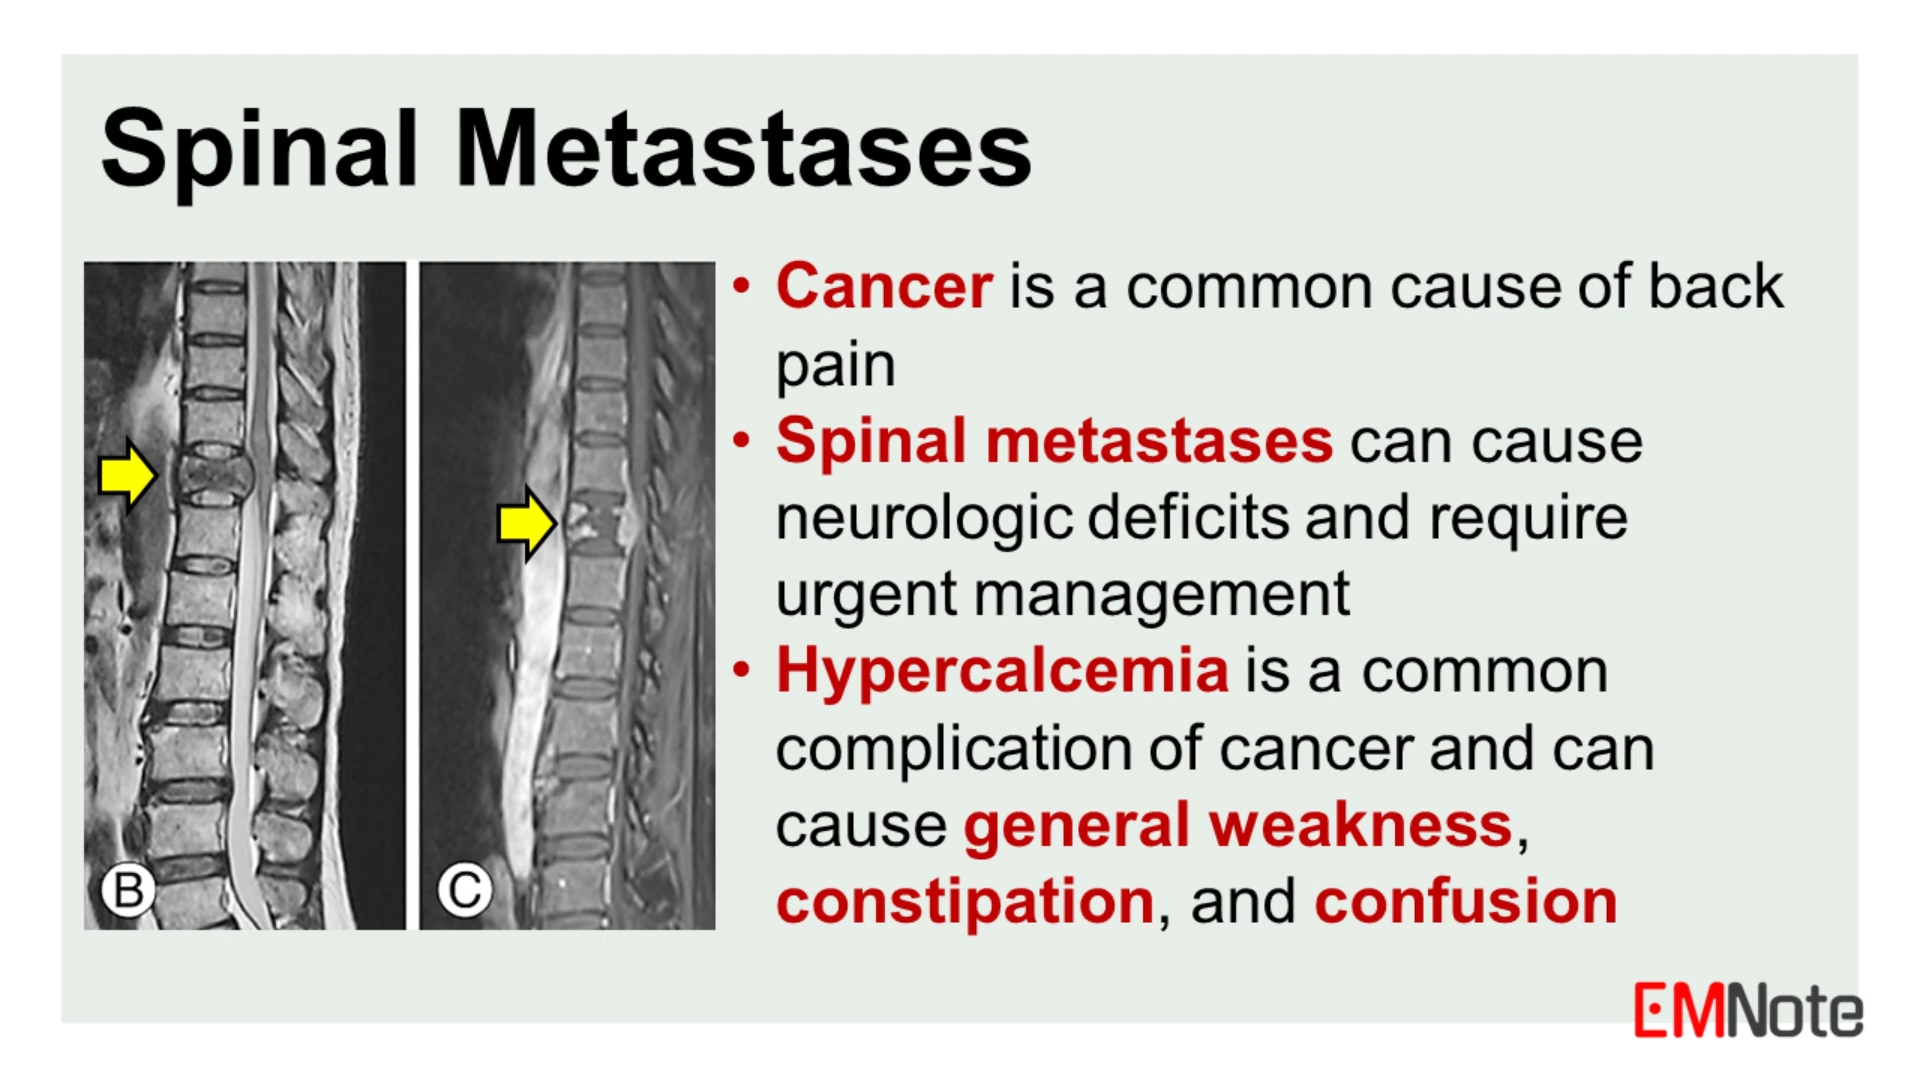 Spinal Metastases
• Cancer is a common cause of back
pain
• Spinal metastases can cause
neurologic deficits and require
urgent management
• Hypercalcemia is a common
complication of cancer and can
cause general weakness,
constipation, and confusion
B
C
EMNote